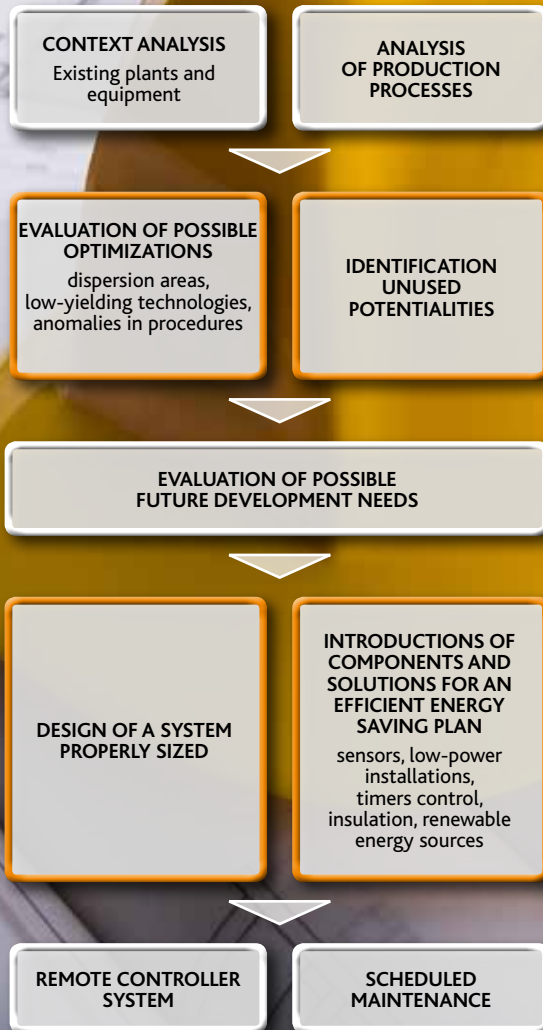 CONTEXT ANALYSIS
Existing plants and
equipment
ANALYSIS
OF PRODUCTION
PROCESSES
EVALUATION OF POSSIBLE
OPTIMIZATIONS
dispersion areas,
low-yielding technologies,
anomalies in procedures
IDENTIFICATION
UNUSED
POTENTIALITIES
EVALUATION OF POSSIBLE
FUTURE DEVELOPMENT NEEDS
DESIGN OF A SYSTEM
PROPERLY SIZED
INTRODUCTIONS OF
COMPONENTS AND
SOLUTIONS FOR AN
EFFICIENT ENERGY
SAVING PLAN
sensors, low-power
installations,
timers control,
insulation, renewable
energy sources
REMOTE CONTROLLER
SYSTEM
SCHEDULED
MAINTENANCE